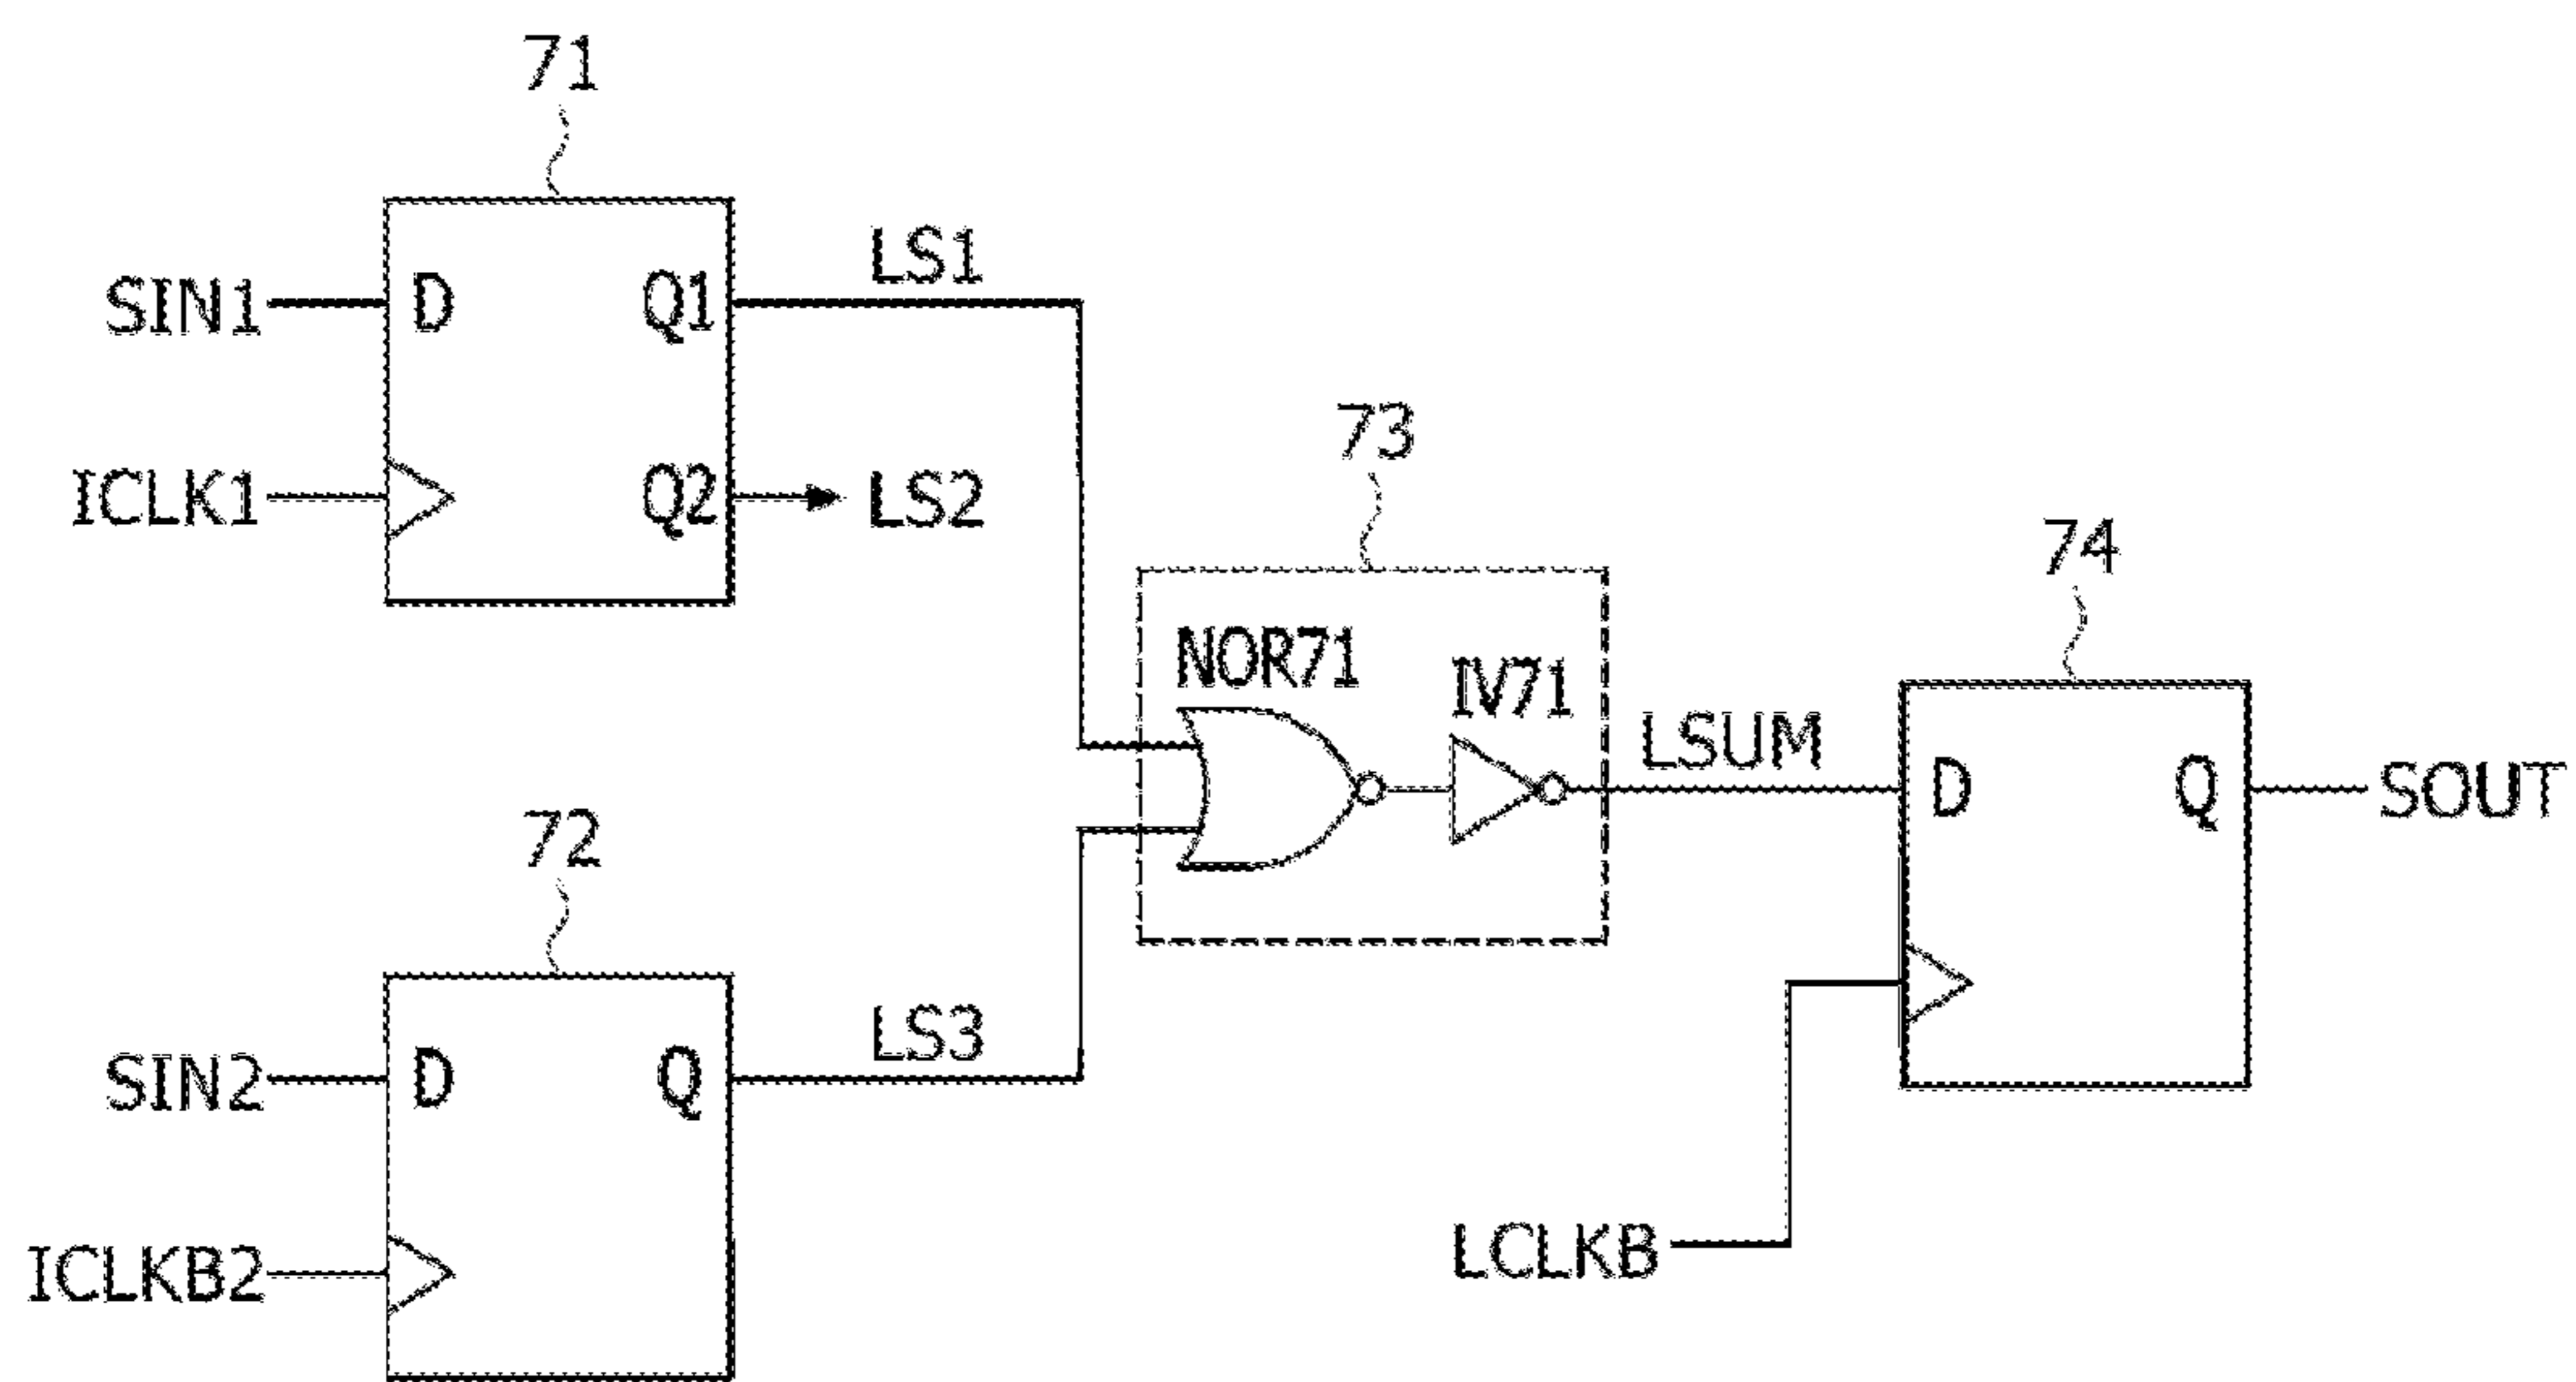 71
SIN1
D
Q1
LS1
ICLK1
Q2
LS2
73
NOR71
IV71
LSUM
74
D
Q
SOUT
72
SIN2
D
Q
LS3
ICLKB2
LCLKB